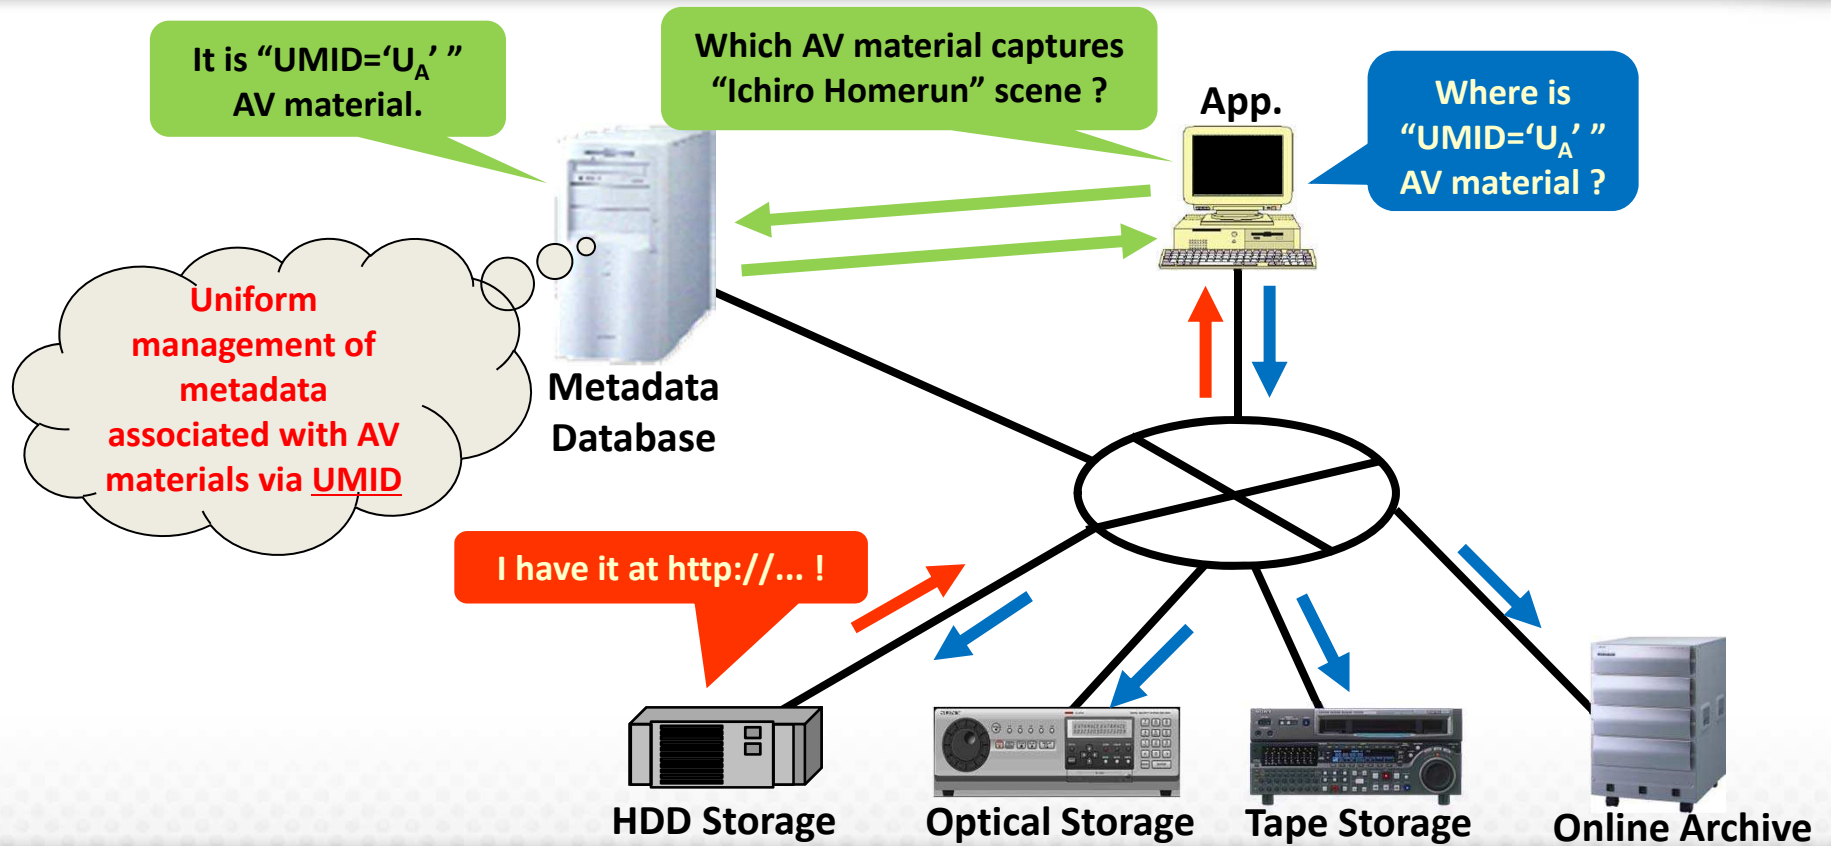 It is “UMID=‘U_A’ ”
AV material.
Which AV material captures
“Ichiro Homerun” scene ?
App.
Where is
“UMID=‘U_A’ ”
AV material ?
Uniform
management of
metadata
associated with AV
materials via UMID
Metadata
Database
I have it at http://... !
HDD Storage
Optical Storage
Tape Storage
Online Archive